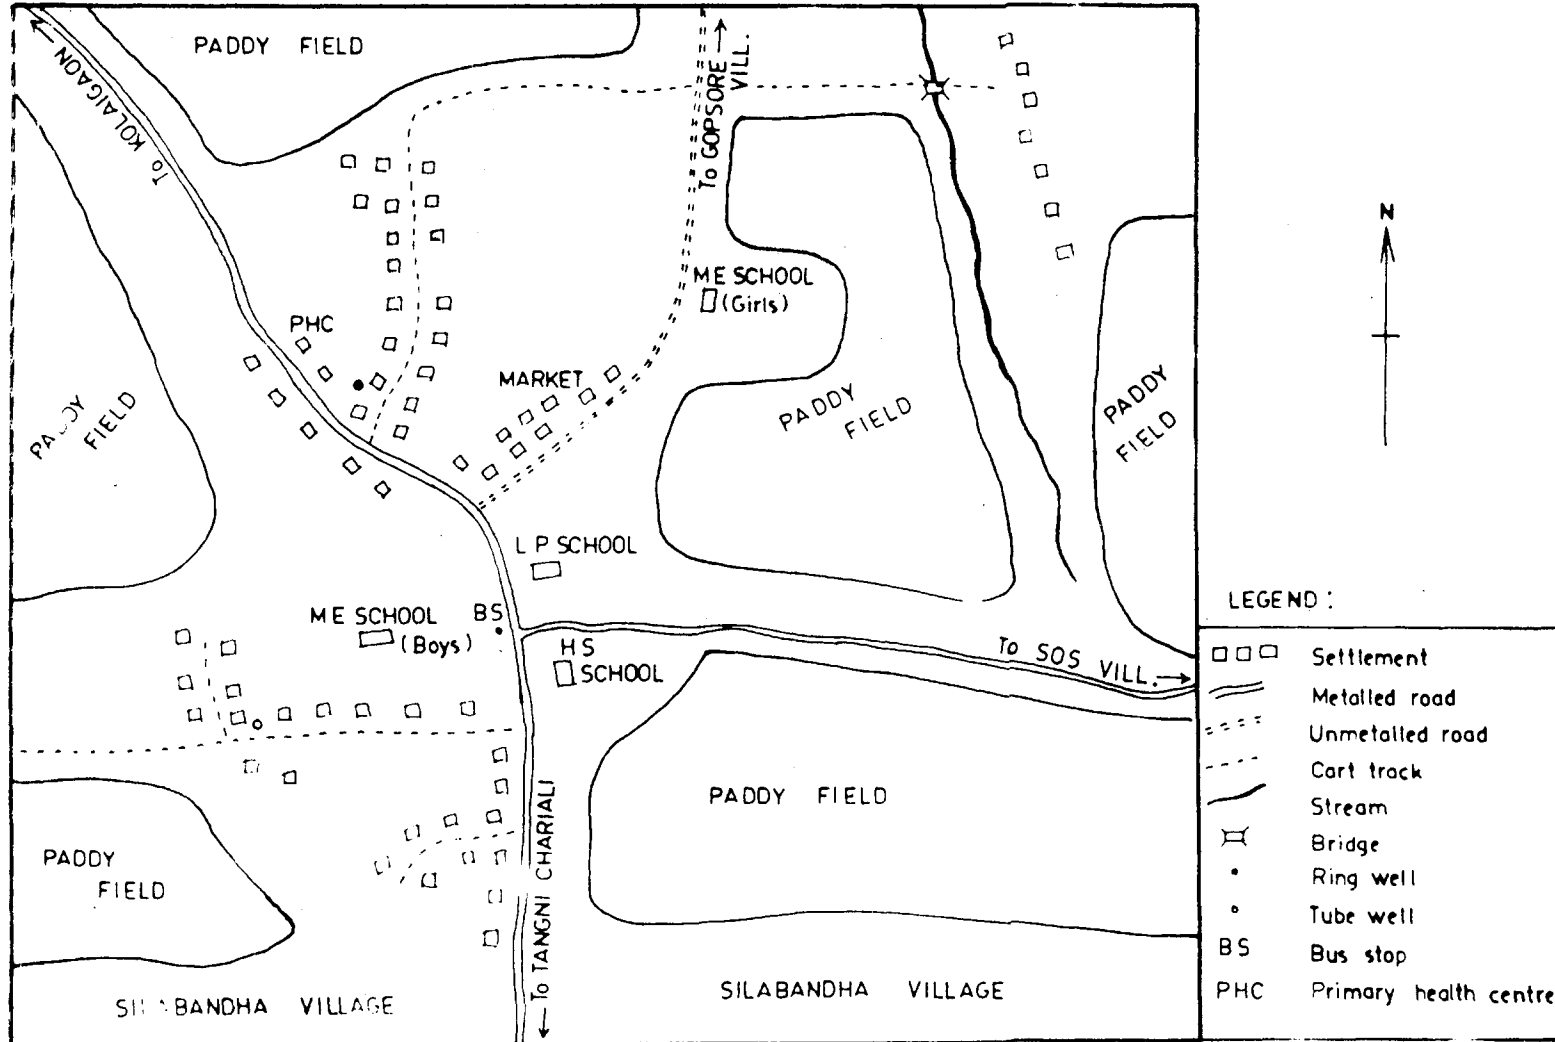 PADDY FIELD
To KOLAIGAON
To GOPSORE
VILL.
N
ME SCHOOL
(Girls)
PHC
MARKET
PADDY
FIELD
PADDY
FIELD
PADDY
FIELD
L P SCHOOL
ME SCHOOL
(Boys)
BS
HS
SCHOOL
To SOS VILL.
PADDY FIELD
PADDY
FIELD
To TANGNI CHARIALI
SILABANDHA VILLAGE
SILABANDHA VILLAGE
LEGEND :
Settlement
Metalled road
Unmetalled road
Cart track
Stream
Bridge
Ring well
Tube well
BS Bus stop
PHC Primary health centre